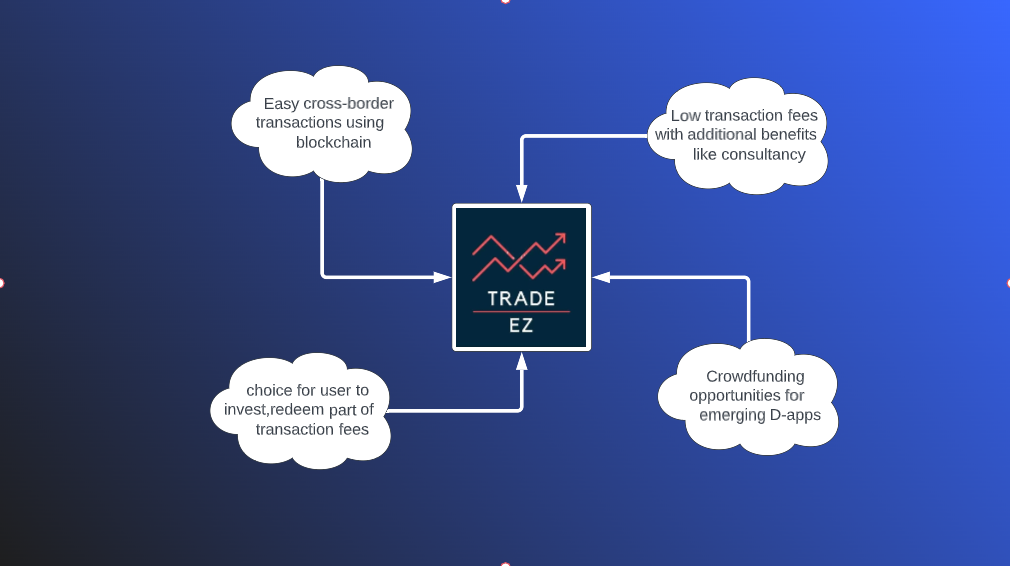 Easy cross-border
transactions using
blockchain
Low transaction fees
with additional benefits
like consultancy
TRADE
EZ
choice for user to
invest,redeem part of
transaction fees
Crowdfunding
opportunities for
emerging D-apps